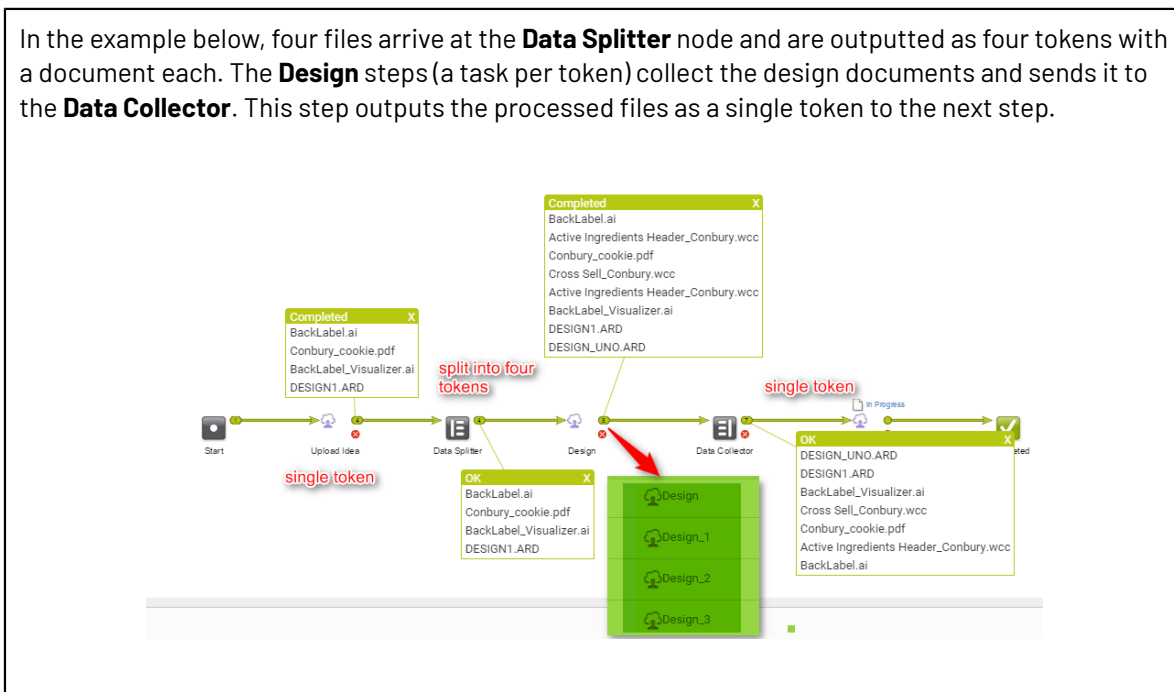 In the example below, four files arrive at the Data Splitter node and are outputted as four tokens with
a document each. The Design steps (a task per token) collect the design documents and sends it to
the Data Collector. This step outputs the processed files as a single token to the next step.
Completed X
BackLabel.ai
Active Ingredients Header_Conbury.wcc
Conbury_cookie.pdf
Cross Sell_Conbury.wcc
Active Ingredients Header_Conbury.wcc
BackLabel_Visualizer.ai
DESIGN1.ARD
DESIGN_UNO.ARD
Completed X
BackLabel.ai
Conbury_cookie.pdf
BackLabel_Visualizer.ai
DESIGN1.ARD
split into four
tokens
single token
In Progress
1
4
4
8
7
Start
Upload Idea
Data Splitter
Design
Data Collector
eted
single token
OK X
BackLabel.ai
Conbury_cookie.pdf
BackLabel_Visualizer.ai
DESIGN1.ARD
Design
Design_1
Design_2
Design_3
OK X
DESIGN_UNO.ARD
DESIGN1.ARD
BackLabel_Visualizer.ai
Cross Sell_Conbury.wcc
Conbury_cookie.pdf
Active Ingredients Header_Conbury.wcc
BackLabel.ai